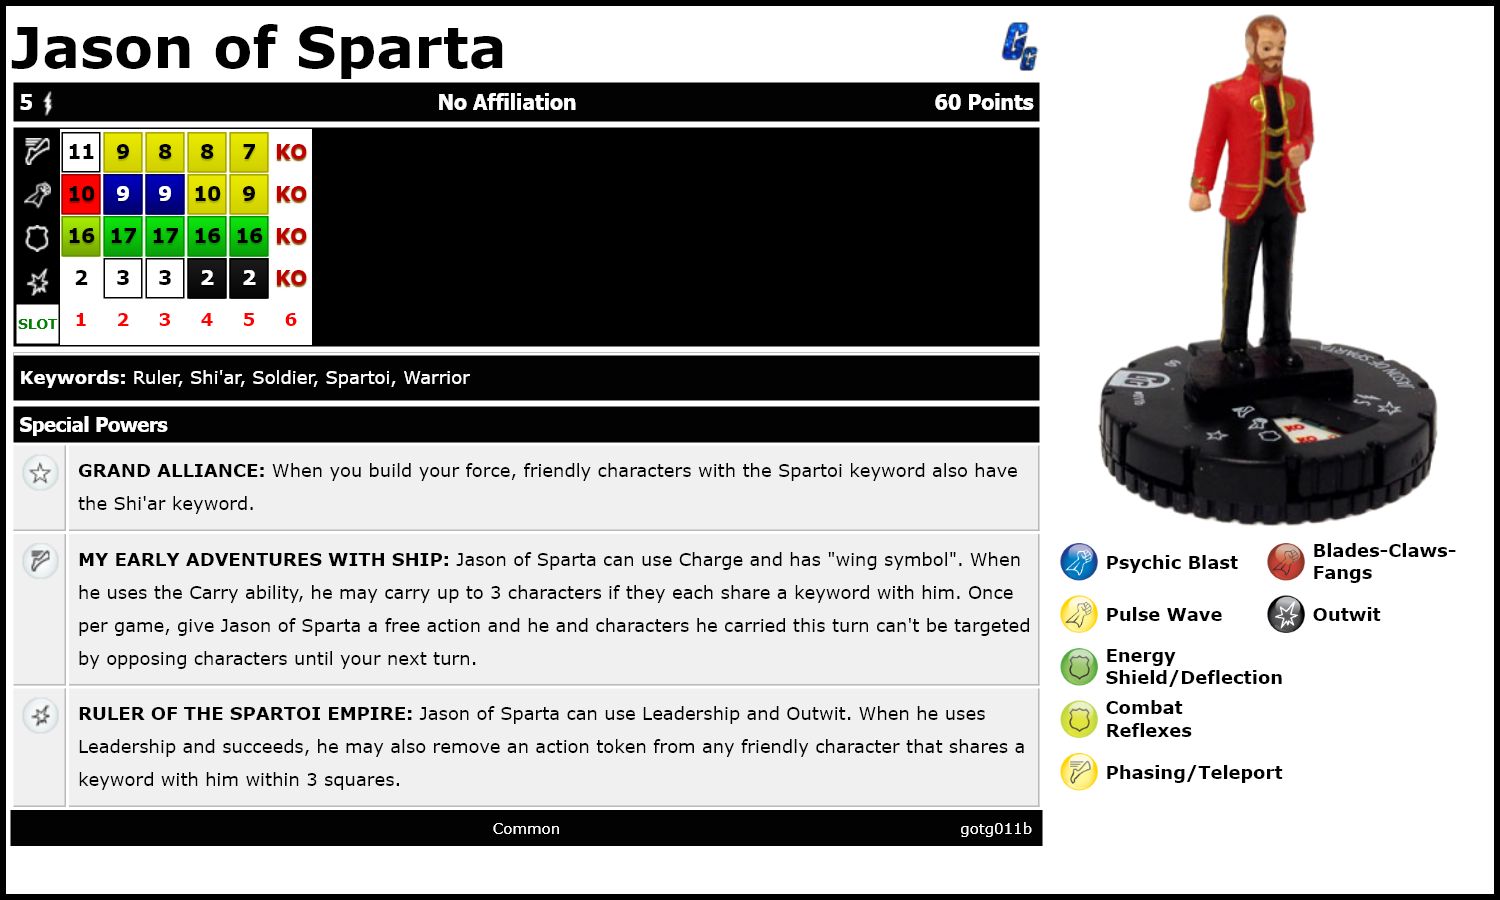 Jason of Sparta
GG
5 No Affiliation 60 Points
11 9 8 8 7 KO
10 9 9 10 9 KO
16 17 17 16 16 KO
2 3 3 2 2 KO
SLOT 1 2 3 4 5 6
Keywords: Ruler, Shi'ar, Soldier, Spartoi, Warrior
Special Powers
GRAND ALLIANCE: When you build your force, friendly characters with the Spartoi keyword also have
the Shi'ar keyword.
MY EARLY ADVENTURES WITH SHIP: Jason of Sparta can use Charge and has "wing symbol". When
he uses the Carry ability, he may carry up to 3 characters if they each share a keyword with him. Once
per game, give Jason of Sparta a free action and he and characters he carried this turn can't be targeted
by opposing characters until your next turn.
RULER OF THE SPARTOI EMPIRE: Jason of Sparta can use Leadership and Outwit. When he uses
Leadership and succeeds, he may also remove an action token from any friendly character that shares a
keyword with him within 3 squares.
Common gotg011b
JASON OF SPARTA
#011b
5
KO
KO
Psychic Blast
Blades-Claws-
Fangs
Pulse Wave
Outwit
Energy
Shield/Deflection
Combat
Reflexes
Phasing/Teleport